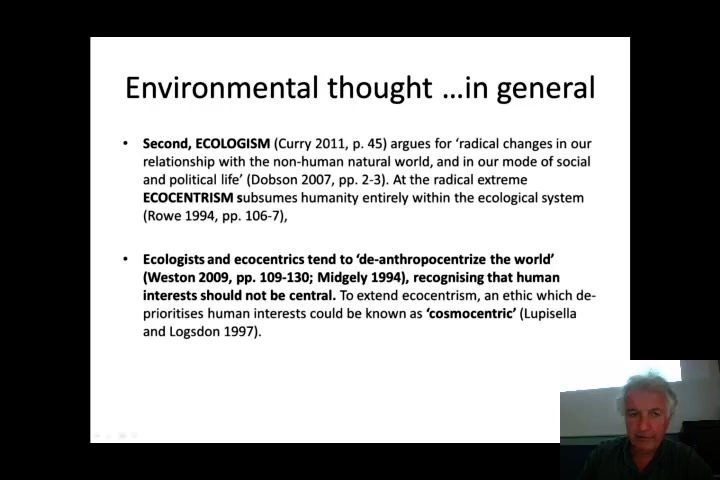 Environmental thought …in general
• Second, ECOLOGISM (Curry 2011, p. 45) argues for ‘radical changes in our
relationship with the non-human natural world, and in our mode of social
and political life’ (Dobson 2007, pp. 2-3). At the radical extreme
ECOCENTRISM subsumes humanity entirely within the ecological system
(Rowe 1994, pp. 106-7),
• Ecologists and ecocentrics tend to ‘de-anthropocentrize the world’
(Weston 2009, pp. 109-130; Midgely 1994), recognising that human
interests should not be central. To extend ecocentrism, an ethic which de-
prioritises human interests could be known as ‘cosmocentric’ (Lupisella
and Logsdon 1997).